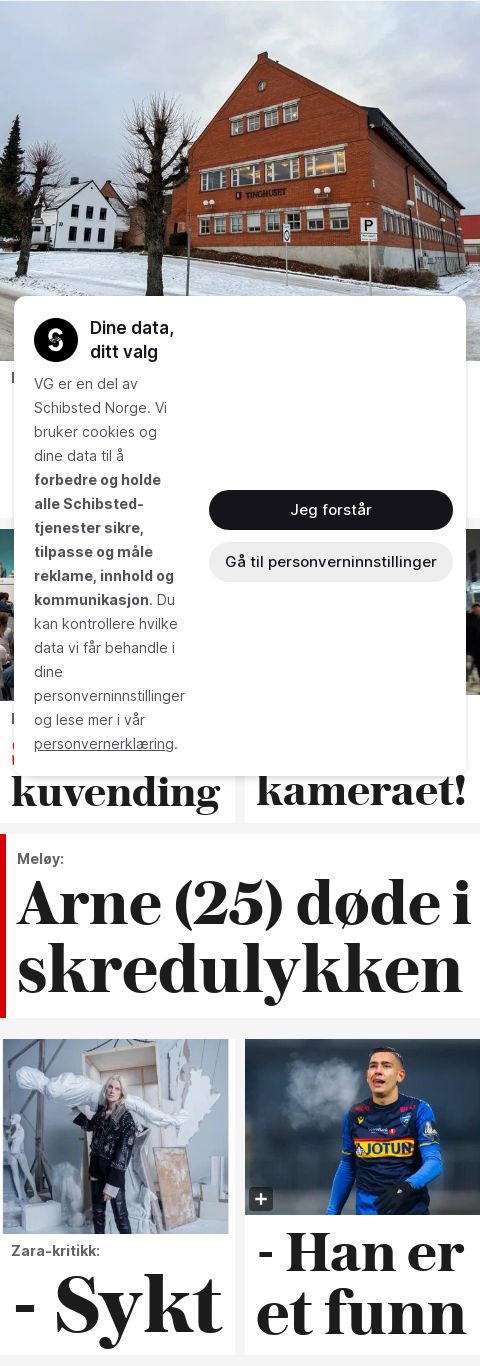 TINGHUSET
P
Dine data,
ditt valg
VG er en del av
Schibsted Norge. Vi
bruker cookies og
dine data til å
forbedre og holde
alle Schibsted-
tjenester sikre,
tilpasse og måle
reklame, innhold og
kommunikasjon. Du
kan kontrollere hvilke
data vi får behandle i
dine
personverninnstillinger
og lese mer i vår
personvernerklæring.
Jeg forstår
Gå til personverninnstillinger
kuvending
kameraet!
Meløy:
Arne (25) døde i
skredulykken
JOTUN
Zara-kritikk:
- Sykt
- Han er
et funn